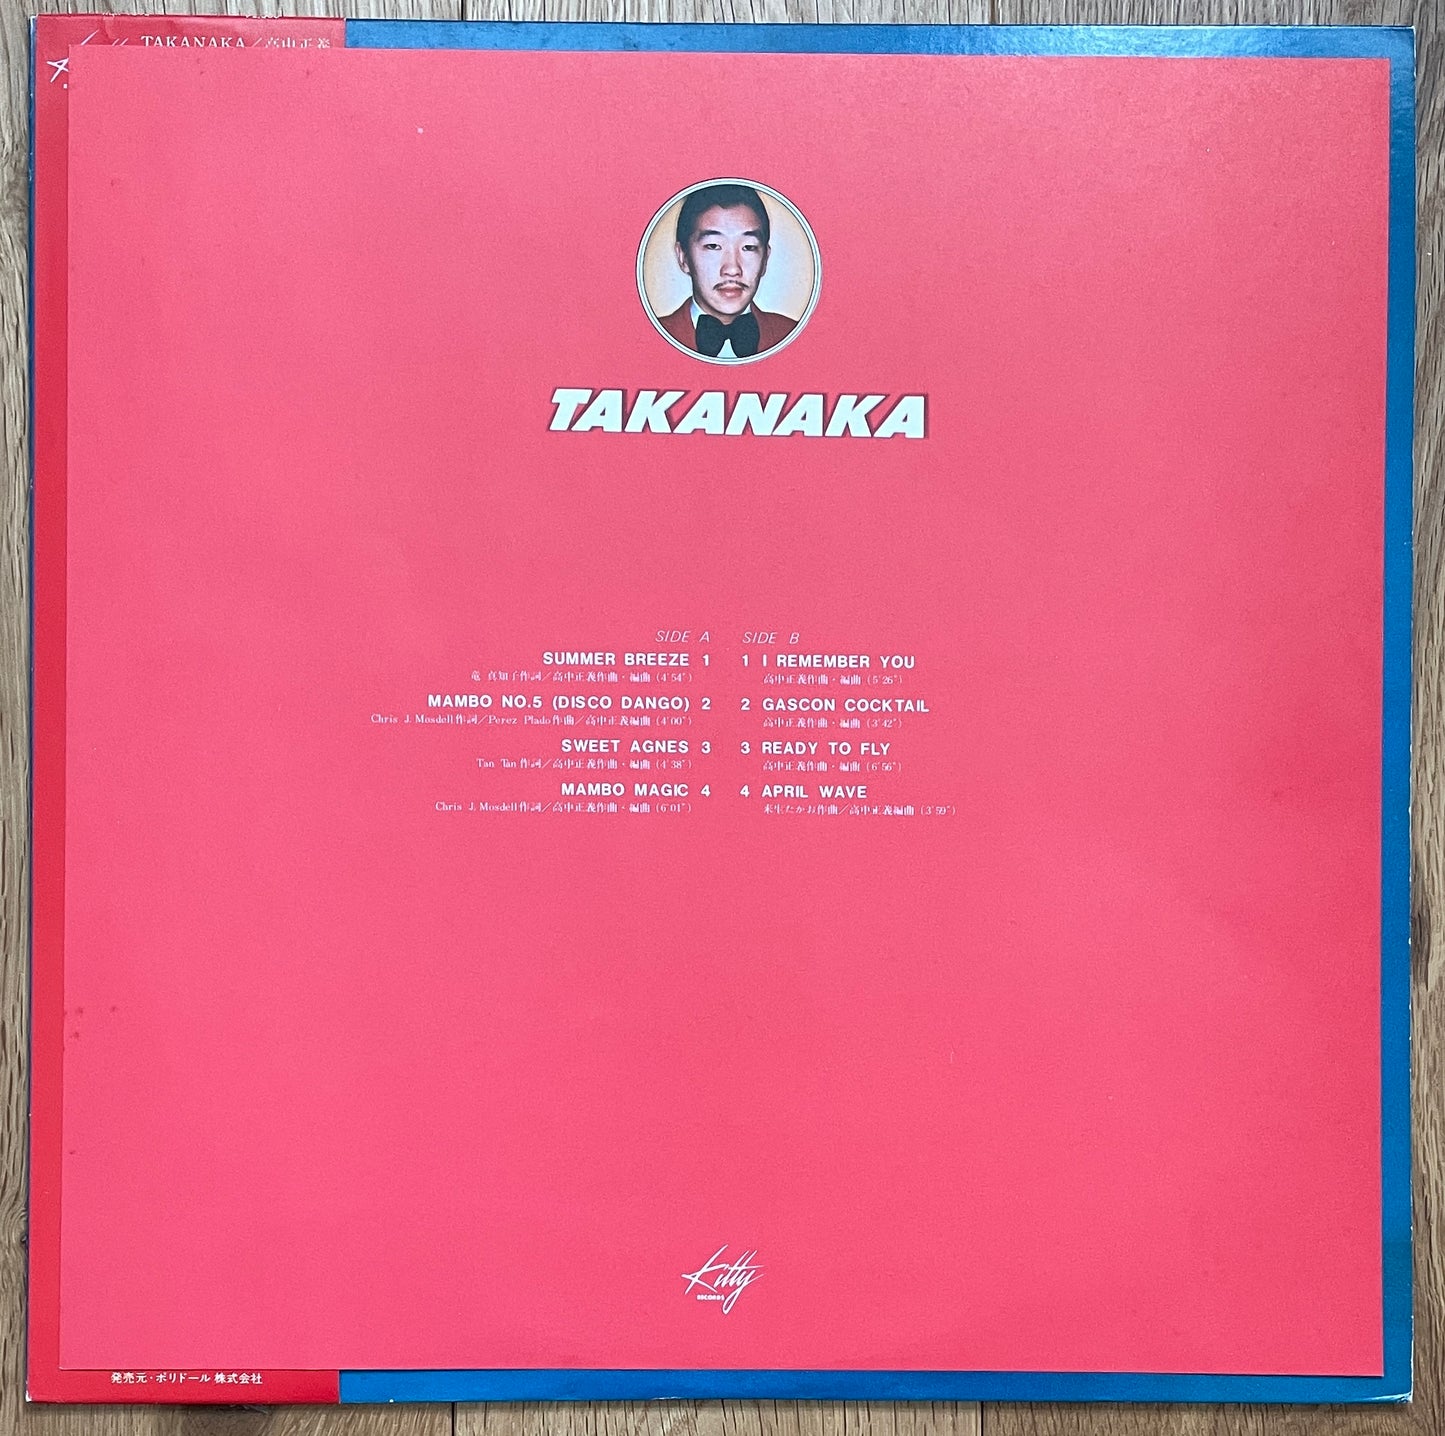 TAKANAKA／高中正義
TAKANAKA
SIDE A
SUMMER BREEZE 1
竜 真知子作詞／高中正義作曲・編曲 (4'54")
MAMBO NO.5 (DISCO DANGO) 2
Chris J. Mosdell作詞／Perez Plado作曲／高中正義編曲 (4'00")
SWEET AGNES 3
Tan Tan作詞／高中正義作曲・編曲 (4'38")
MAMBO MAGIC 4
Chris J. Mosdell作詞／高中正義作曲・編曲 (6'01")
SIDE B
1 I REMEMBER YOU
高中正義作曲・編曲 (5'26")
2 GASCON COCKTAIL
高中正義作曲・編曲 (3'42")
3 READY TO FLY
高中正義作曲・編曲 (6'56")
4 APRIL WAVE
来生たかお作曲／高中正義編曲 (3'59")
Kitty
RECORDS
発売元・ポリドール株式会社